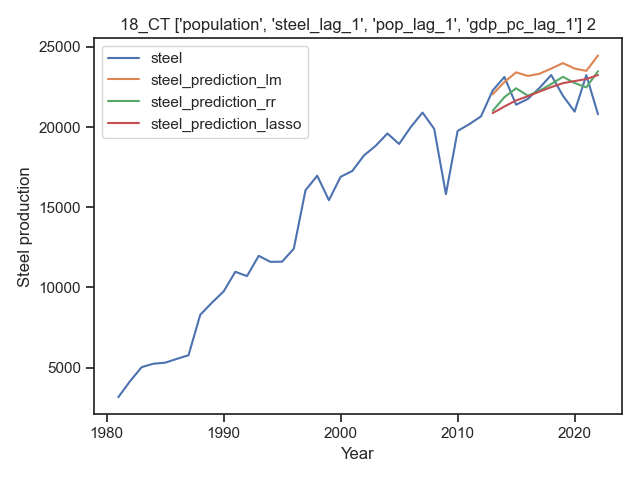 18_CT ['population', 'steel_lag_1', 'pop_lag_1', 'gdp_pc_lag_1'] 2
25000
20000
15000
10000
5000
Steel production
steel
steel_prediction_lm
steel_prediction_rr
steel_prediction_lasso
1980
1990
2000
2010
2020
Year